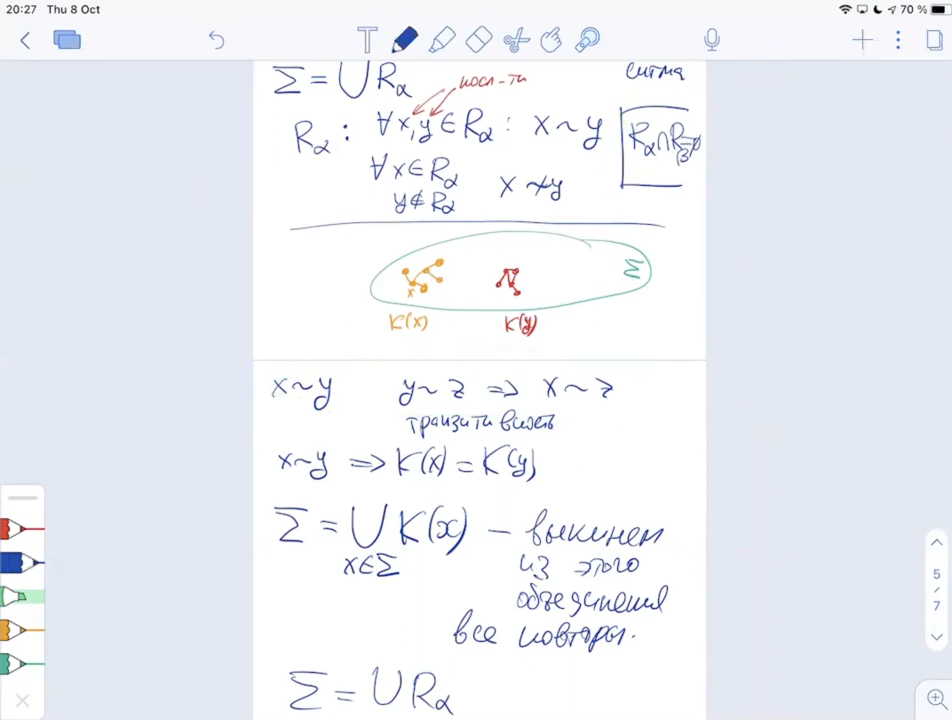 20:27 Thu 8 Oct 70 %
Σ = ∪ Rα посл-ти сигма
Rα : ∀ x, y ∈ Rα : x ~ y Rα ∩ Rβ = ∅
∀ x ∈ Rα
y ∉ Rα x ≁ y
Σ
x
K(x) K(y)
x ~ y y ~ z => x ~ z
транзитивность
x ~ y => K(x) = K(y)
Σ = ∪ K(x) – выкинем
x ∈ Σ из этого
объединения
все повторы.
Σ = ∪ Rα
5
/
7